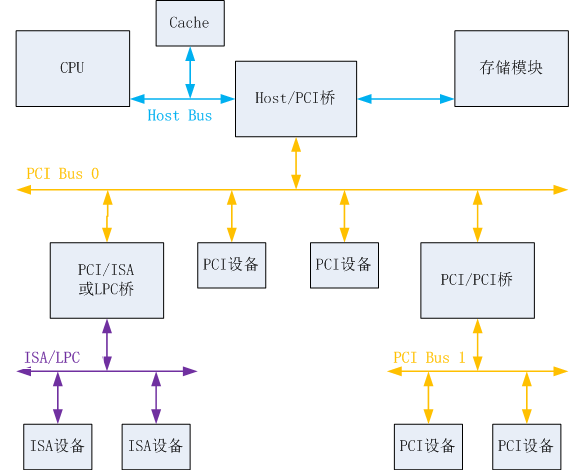 Cache
CPU
存储模块
Host/PCI桥
Host Bus
PCI Bus 0
PCI/ISA
或LPC桥
PCI设备
PCI设备
PCI/PCI桥
ISA/LPC
PCI Bus 1
ISA设备
ISA设备
PCI设备
PCI设备